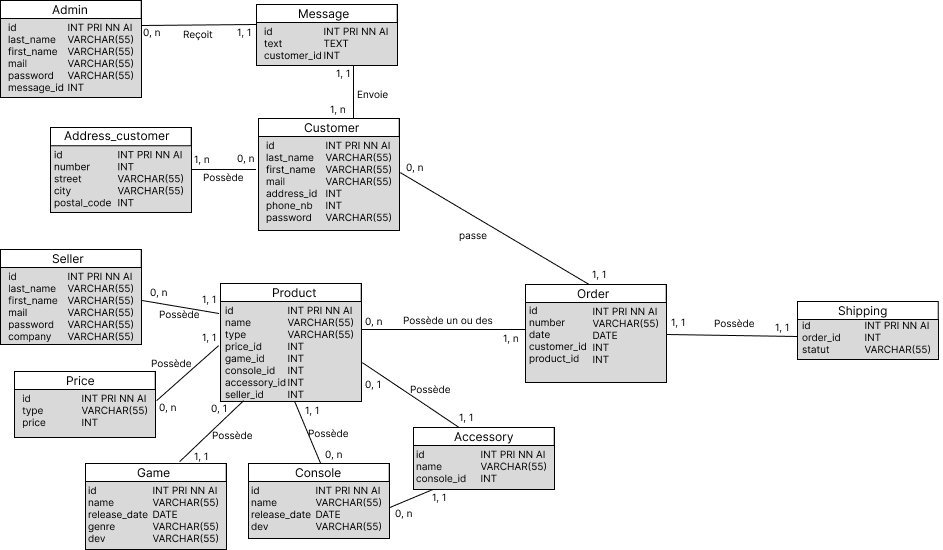 Admin
id INT PRI NN AI
last_name VARCHAR(55)
first_name VARCHAR(55)
mail VARCHAR(55)
password VARCHAR(55)
message_id INT
0, n
Reçoit
1, 1
Message
id INT PRI NN AI
text TEXT
customer_id INT
1, 1
Envoie
1, n
Address_customer
id INT PRI NN AI
number INT
street VARCHAR(55)
city VARCHAR(55)
postal_code INT
1, n
Possède
0, n
Customer
id INT PRI NN AI
last_name VARCHAR(55)
first_name VARCHAR(55)
mail VARCHAR(55)
address_id INT
phone_nb INT
password VARCHAR(55)
0, n
passe
1, 1
Seller
id INT PRI NN AI
last_name VARCHAR(55)
first_name VARCHAR(55)
mail VARCHAR(55)
password VARCHAR(55)
company VARCHAR(55)
0, n
Possède
1, 1
Product
id INT PRI NN AI
name VARCHAR(55)
type VARCHAR(55)
price_id INT
game_id INT
console_id INT
accessory_id INT
seller_id INT
0, n
Possède un ou des
1, n
Order
id INT PRI NN AI
number VARCHAR(55)
date DATE
customer_id INT
product_id INT
1, 1
Possède
1, 1
Shipping
id INT PRI NN AI
order_id INT
statut VARCHAR(55)
1, 1
Possède
0, n
Price
id INT PRI NN AI
type VARCHAR(55)
price INT
0, 1
Possède
1, 1
1, 1
Possède
0, n
0, 1
Possède
1, 1
Accessory
id INT PRI NN AI
name VARCHAR(55)
console_id INT
1, 1
0, n
Game
id INT PRI NN AI
name VARCHAR(55)
release_date DATE
genre VARCHAR(55)
dev VARCHAR(55)
Console
id INT PRI NN AI
name VARCHAR(55)
release_date DATE
dev VARCHAR(55)